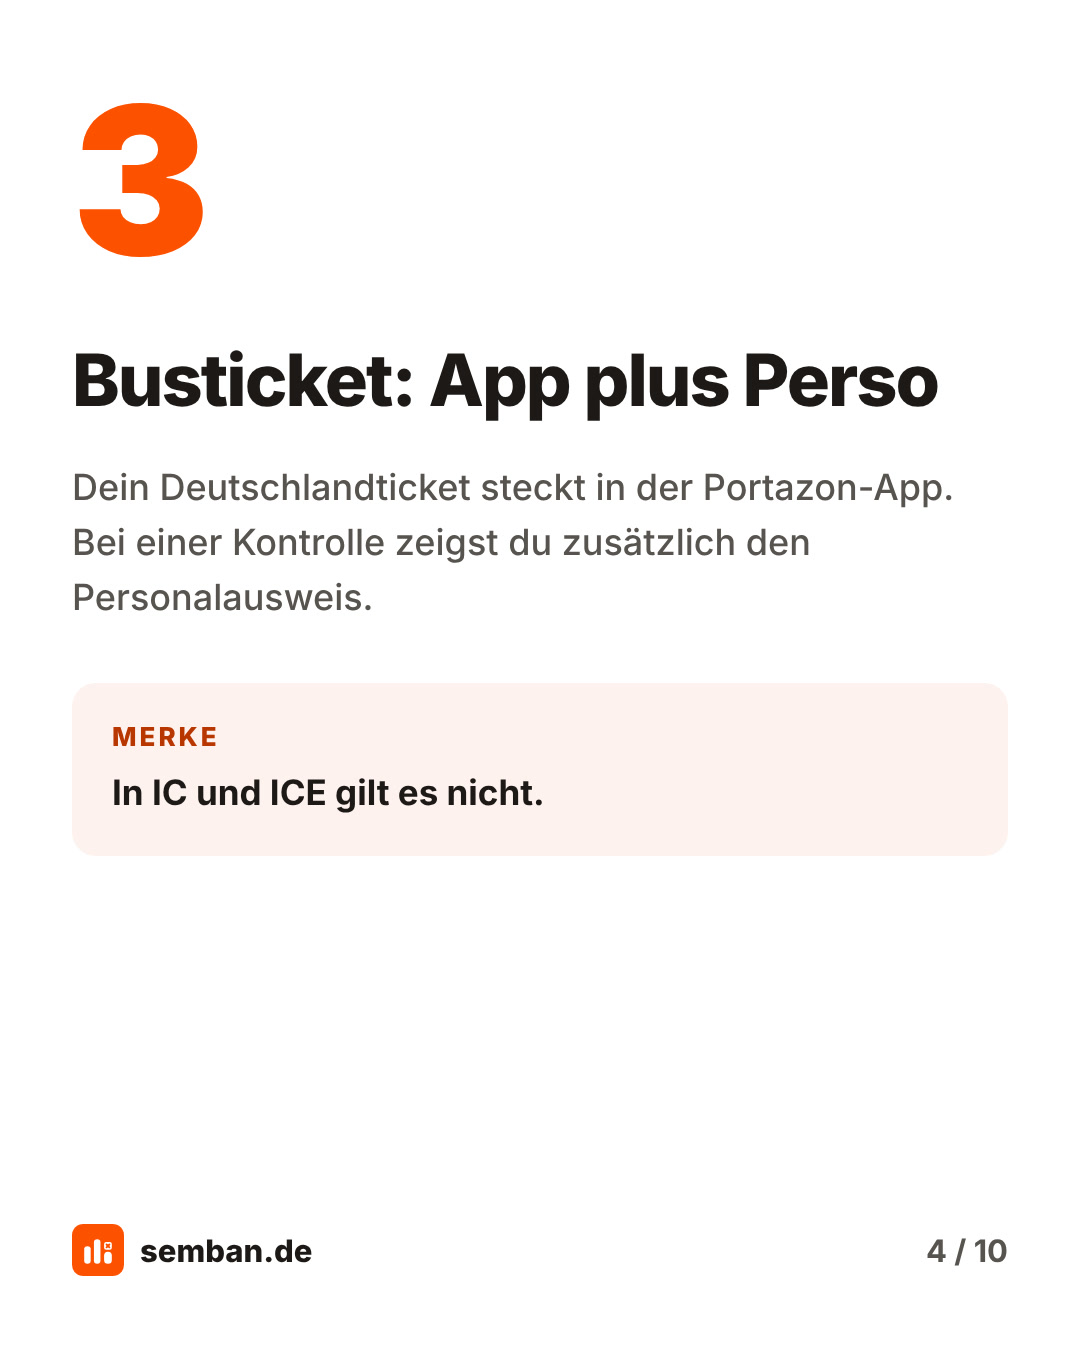 3
Busticket: App plus Perso
Dein Deutschlandticket steckt in der Portazon-App.
Bei einer Kontrolle zeigst du zusätzlich den
Personalausweis.
MERKE
In IC und ICE gilt es nicht.
semban.de
4 / 10